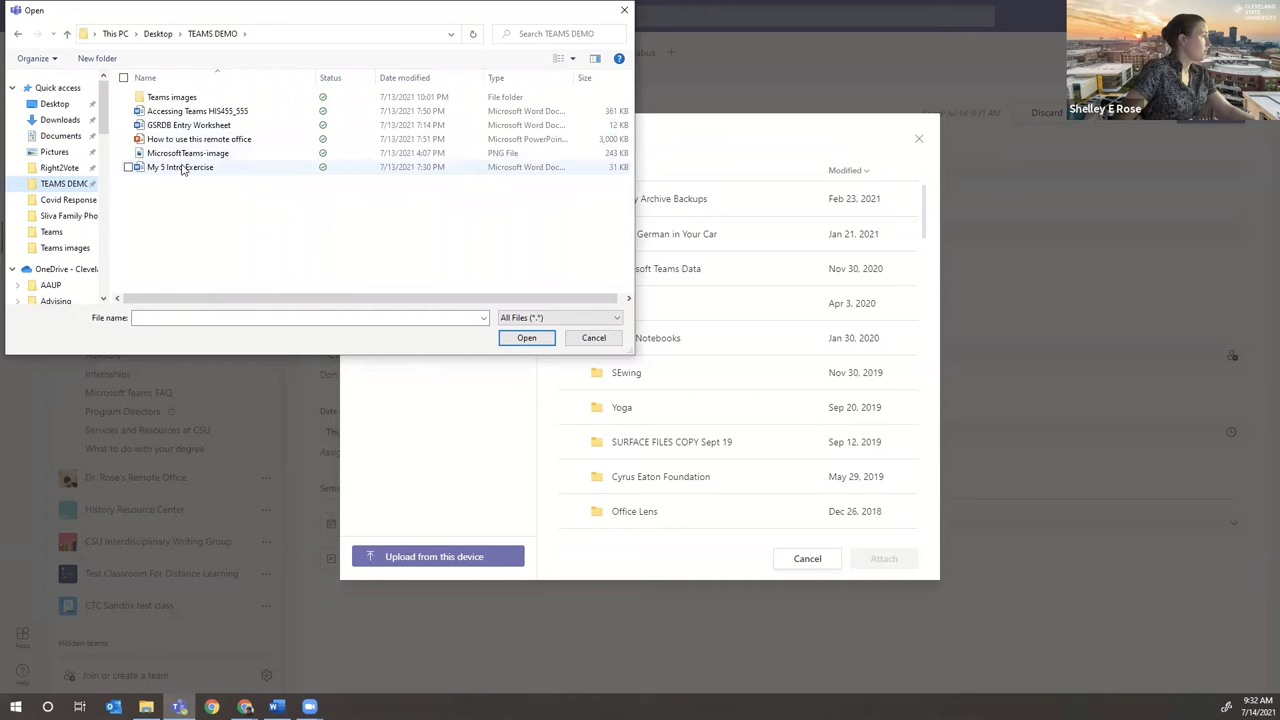 Open
This PC > Desktop > TEAMS DEMO >
Search TEAMS DEMO
Organize
New folder
Name Status Date modified Type Size
Quick access
Desktop
Downloads
Documents
Pictures
Right2Vote
TEAMS DEMO
Covid Response
Sliva Family Pho
Teams
Teams images
OneDrive - Clevel
AAUP
Advising
Teams images 7/13/2021 10:01 PM File folder
Accessing Teams HIS455_555 7/13/2021 7:50 PM Microsoft Word Doc... 361 KB
GSRDB Entry Worksheet 7/13/2021 7:14 PM Microsoft Word Doc... 12 KB
How to use this remote office 7/13/2021 7:51 PM Microsoft PowerPoin... 3,000 KB
MicrosoftTeams-image 7/13/2021 4:07 PM PNG File 243 KB
My 5 Intro Exercise 7/13/2021 7:30 PM Microsoft Word Doc... 31 KB
File name:
All Files (*.*)
Open
Cancel
CLEVELAND STATE UNIVERSITY
Shelley E Rose
Discard
Modified
y Archive Backups Feb 23, 2021
German in Your Car Jan 21, 2021
soft Teams Data Nov 30, 2020
Apr 3, 2020
Notebooks Jan 30, 2020
SEwing Nov 30, 2019
Yoga Sep 20, 2019
SURFACE FILES COPY Sept 19 Sep 12, 2019
Cyrus Eaton Foundation May 29, 2019
Office Lens Dec 26, 2018
Upload from this device
Cancel
Attach
Advisors
Internships
Microsoft Teams FAQ
Program Directors
Services and Resources at CSU
What to do with your degree
Dr. Rose's Remote Office
History Resource Center
CSU Interdisciplinary Writing Group
Test Classroom For Distance Learning
CTC Sandor test class
Hidden teams
Join or create a team
Apps
Help
9:32 AM
7/14/2021